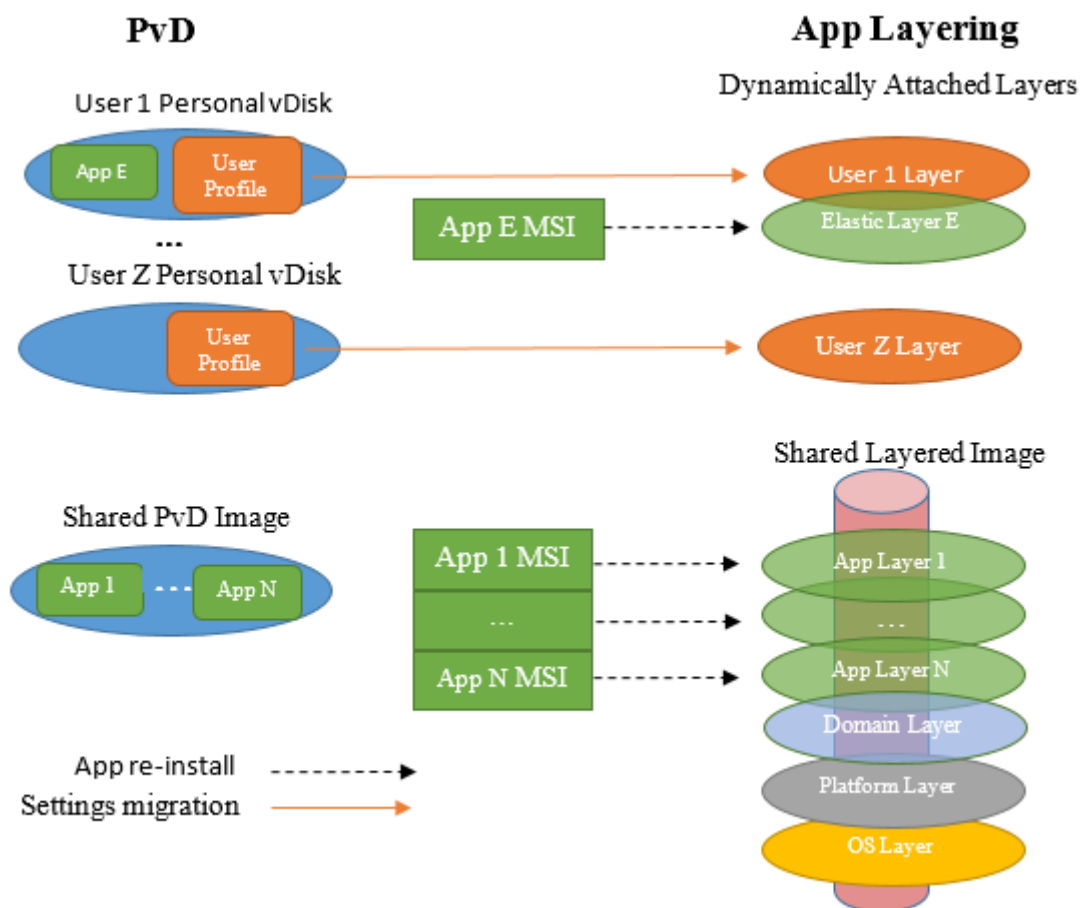 PvD
App Layering
Dynamically Attached Layers
User 1 Personal vDisk
App E
User
Profile
User 1 Layer
App E MSI
Elastic Layer E
...
User Z Personal vDisk
User
Profile
User Z Layer
Shared Layered Image
Shared PvD Image
App 1
...
App N
App 1 MSI
...
App N MSI
App Layer 1
...
App Layer N
Domain Layer
Platform Layer
OS Layer
App re-install
Settings migration